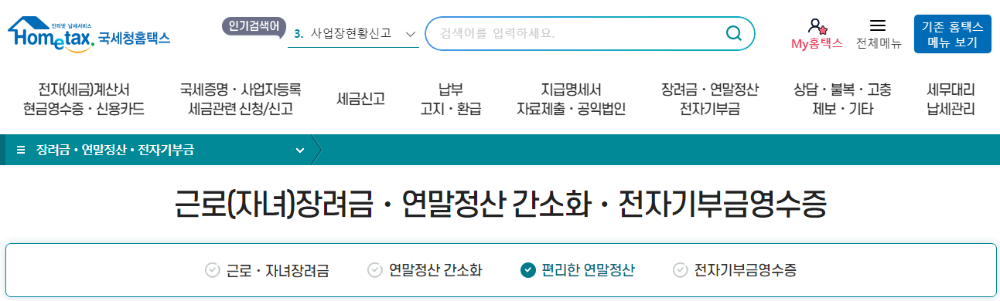 인터넷 납세서비스
Hometax. 국세청홈택스
인기검색어
3. 사업장현황신고
검색어를 입력하세요.
My홈택스
전체메뉴
기존 홈택스
메뉴 보기
전자(세금)계산서
현금영수증・신용카드
국세증명・사업자등록
세금관련 신청/신고
세금신고
납부
고지・환급
지급명세서
자료제출・공익법인
장려금・연말정산
전자기부금
상담・불복・고충
제보・기타
세무대리
납세관리
장려금・연말정산・전자기부금
근로(자녀)장려금・연말정산 간소화・전자기부금영수증
근로・자녀장려금
연말정산 간소화
편리한 연말정산
전자기부금영수증